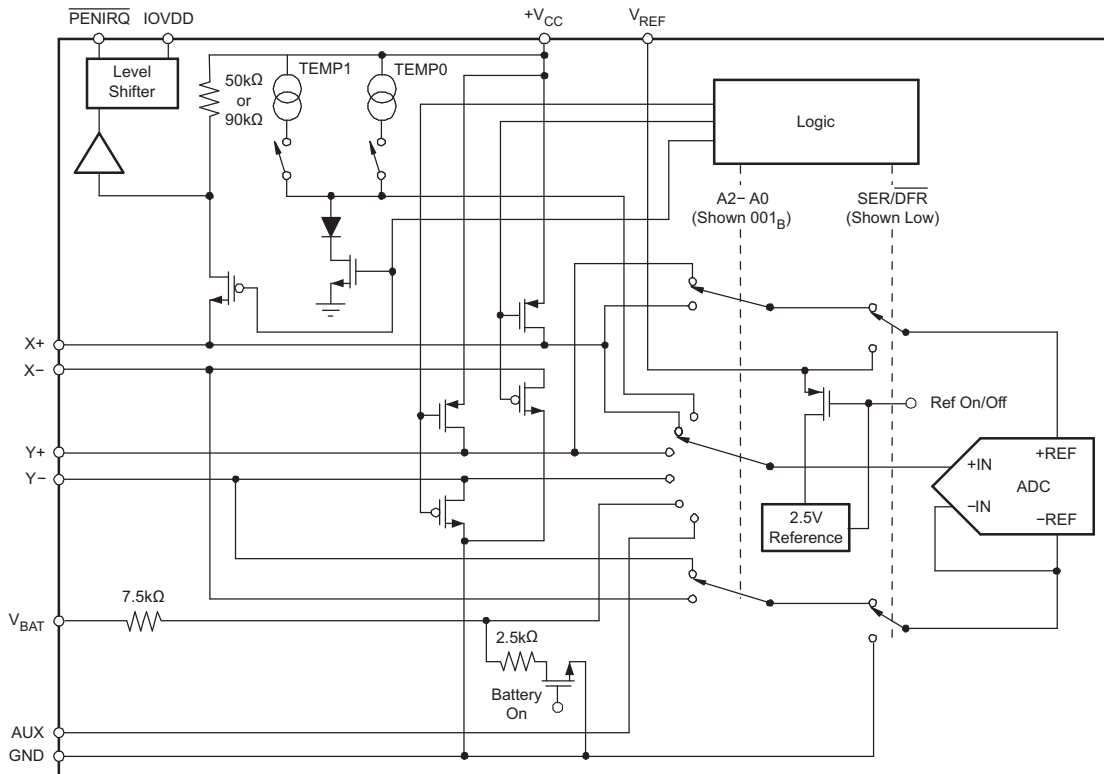 PENIRQ IOVDD
+VCC
VREF
Level
Shifter
50kΩ
or
90kΩ
TEMP1
TEMP0
Logic
A2− A0
(Shown 001B)
SER/DFR
(Shown Low)
X+
X−
Y+
Y−
Ref On/Off
+IN
+REF
ADC
−IN
−REF
2.5V
Reference
7.5kΩ
VBAT
2.5kΩ
Battery
On
AUX
GND